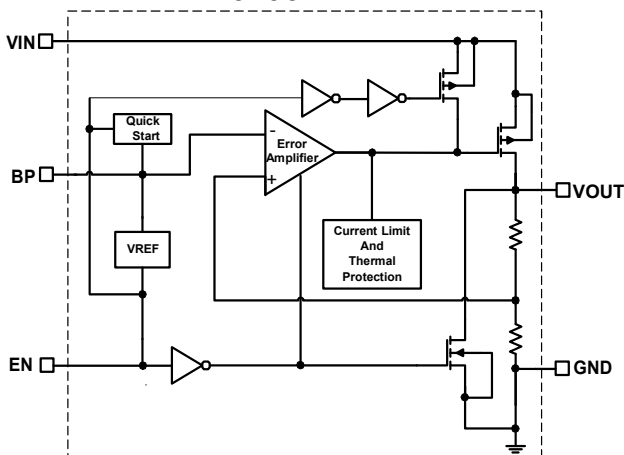 VIN
Quick
Start
-
Error
Amplifier
+
BP
VOUT
VREF
Current Limit
And
Thermal
Protection
EN
GND